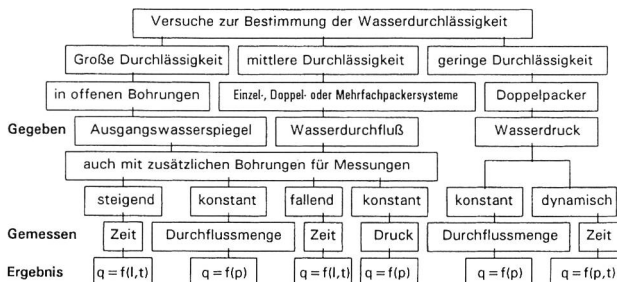 Versuche zur Bestimmung der Wasserdurchlässigkeit
Große Durchlässigkeit mittlere Durchlässigkeit geringe Durchlässigkeit
in offenen Bohrungen Einzel-, Doppel- oder Mehrfachpackersysteme Doppelpacker
Gegeben Ausgangswasserspiegel Wasserdurchfluß Wasserdruck
auch mit zusätzlichen Bohrungen für Messungen
steigend konstant fallend konstant konstant dynamisch
Gemessen Zeit Durchflussmenge Zeit Druck Durchflussmenge Zeit
Ergebnis q = f(l,t) q = f(p) q = f(l,t) q = f(p) q = f(p) q = f(p,t)